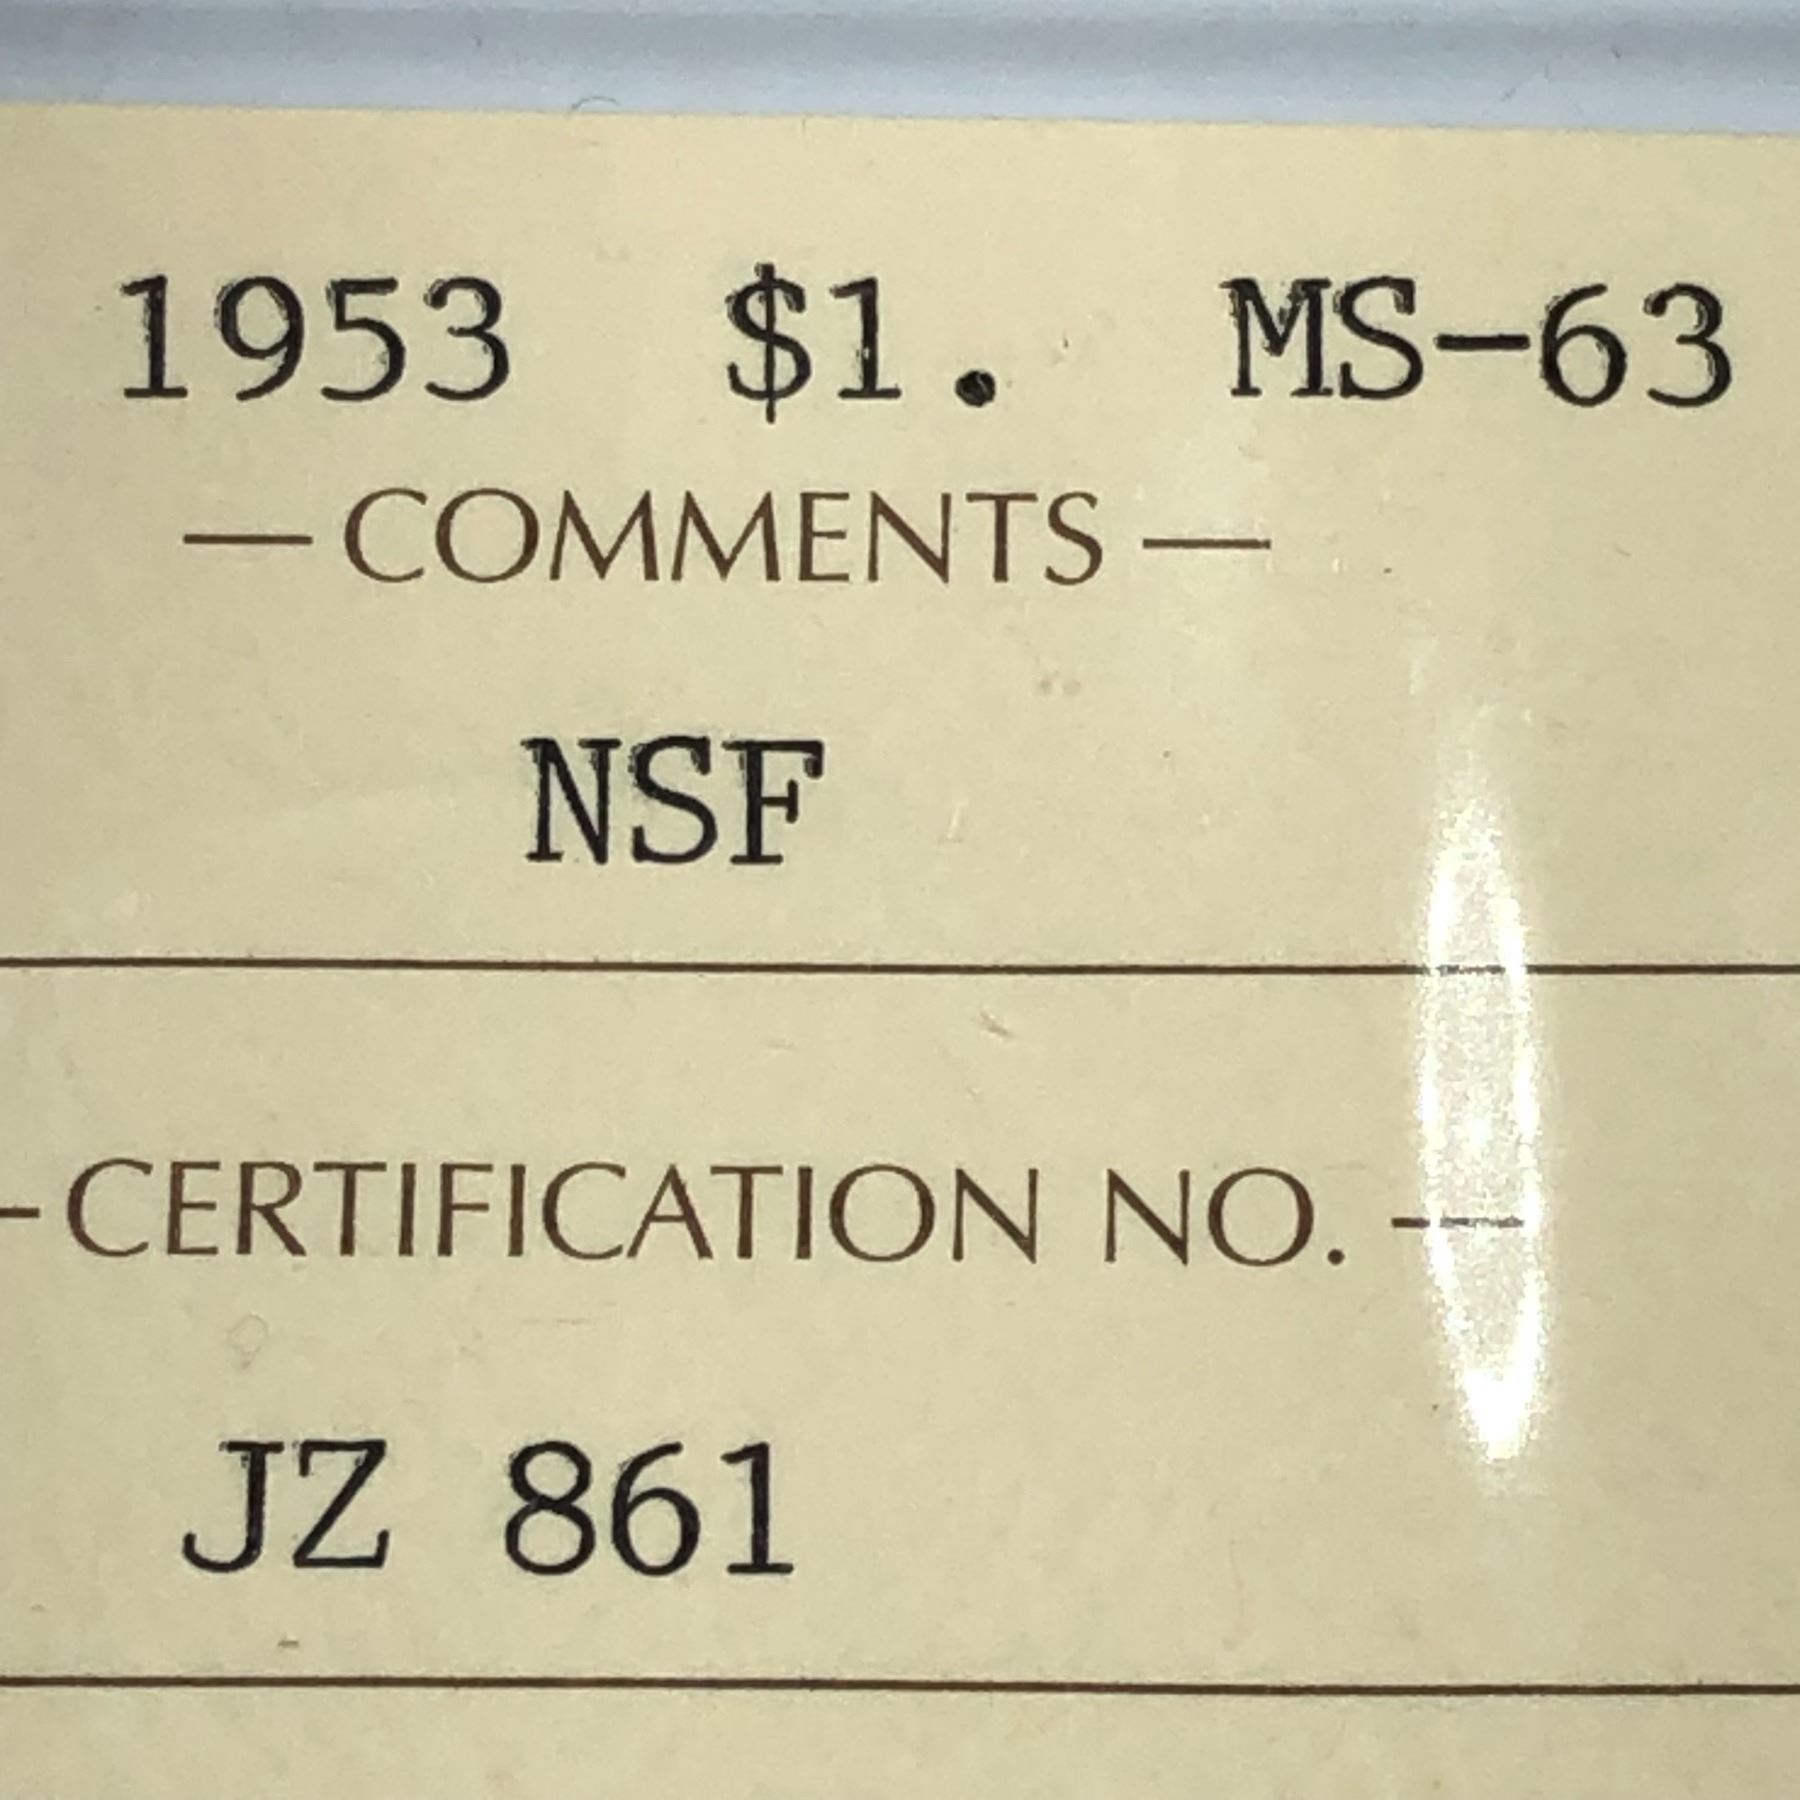 1953 $1. MS-63
— COMMENTS —
NSF
-CERTIFICATION NO. —
JZ 861